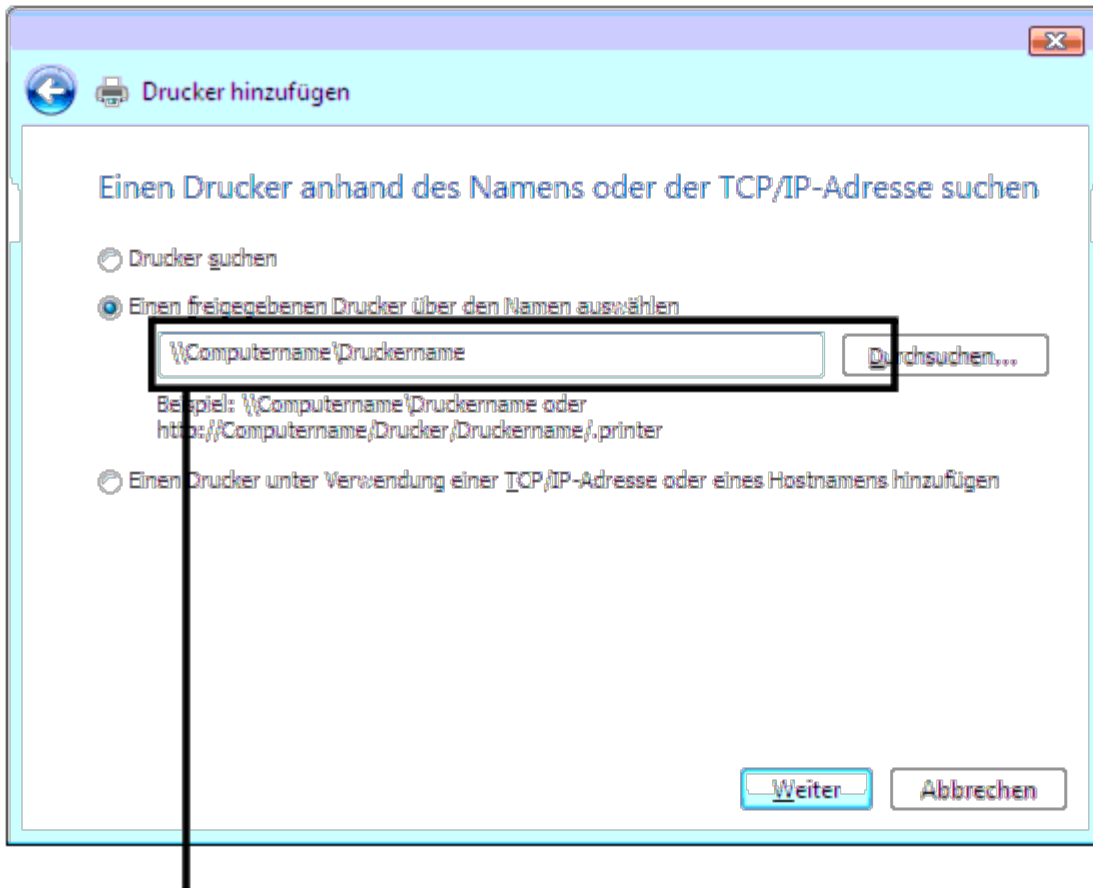 Drucker hinzufügen
Einen Drucker anhand des Namens oder der TCP/IP-Adresse suchen
Drucker suchen
Einen freigegebenen Drucker über den Namen auswählen
\\Computername\Druckername
Durchsuchen...
Beispiel: \\Computername\Druckername oder
http://Computername/Drucker/Druckername/.printer
Einen Drucker unter Verwendung einer TCP/IP-Adresse oder eines Hostnamens hinzufügen
Weiter
Abbrechen